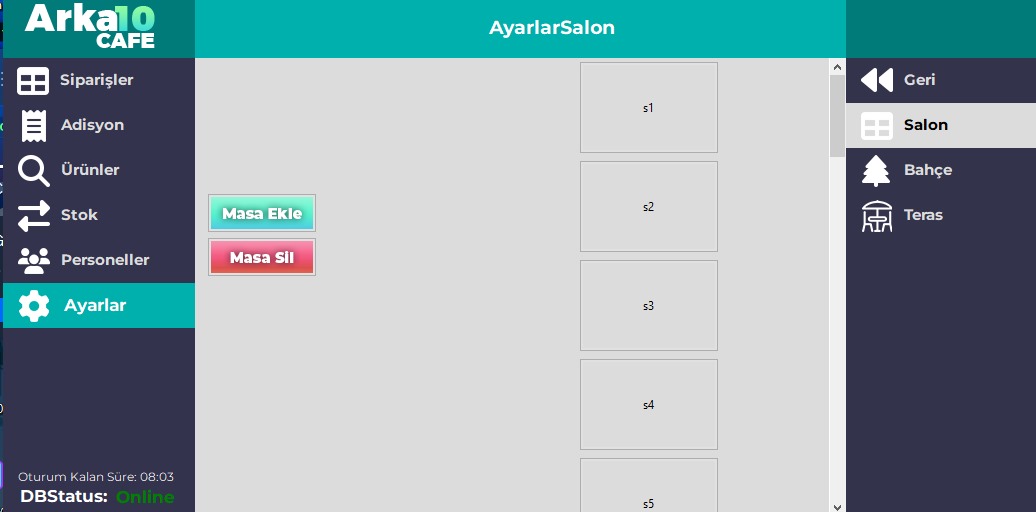 Arka10
CAFE
Siparişler
Adisyon
Ürünler
Stok
Personeller
Ayarlar
Oturum Kalan Süre: 08:03
DBStatus: Online
AyarlarSalon
Masa Ekle
Masa Sil
s1
s2
s3
s4
s5
Geri
Salon
Bahçe
Teras